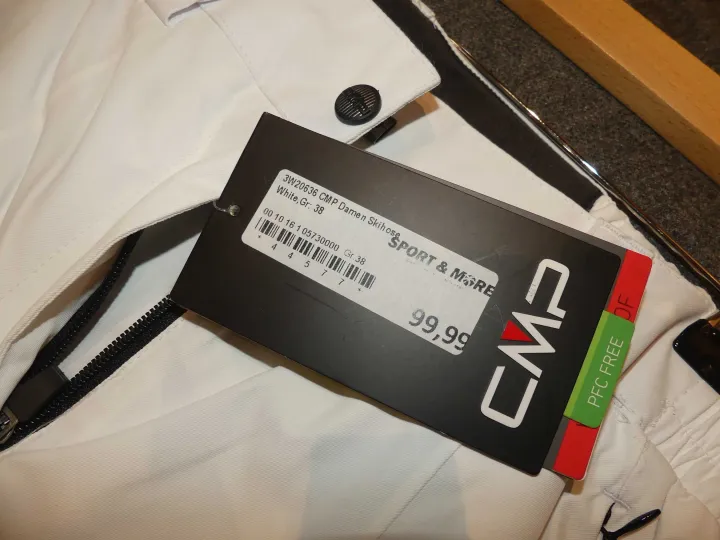 3W20636 CMP Damen Skihose
White,Gr: 38
SPORT & MORE
00 10 16 1 05730000 Gr.38
* 4 4 5 7 7 *
99,99
CMP
OF
PFC FREE